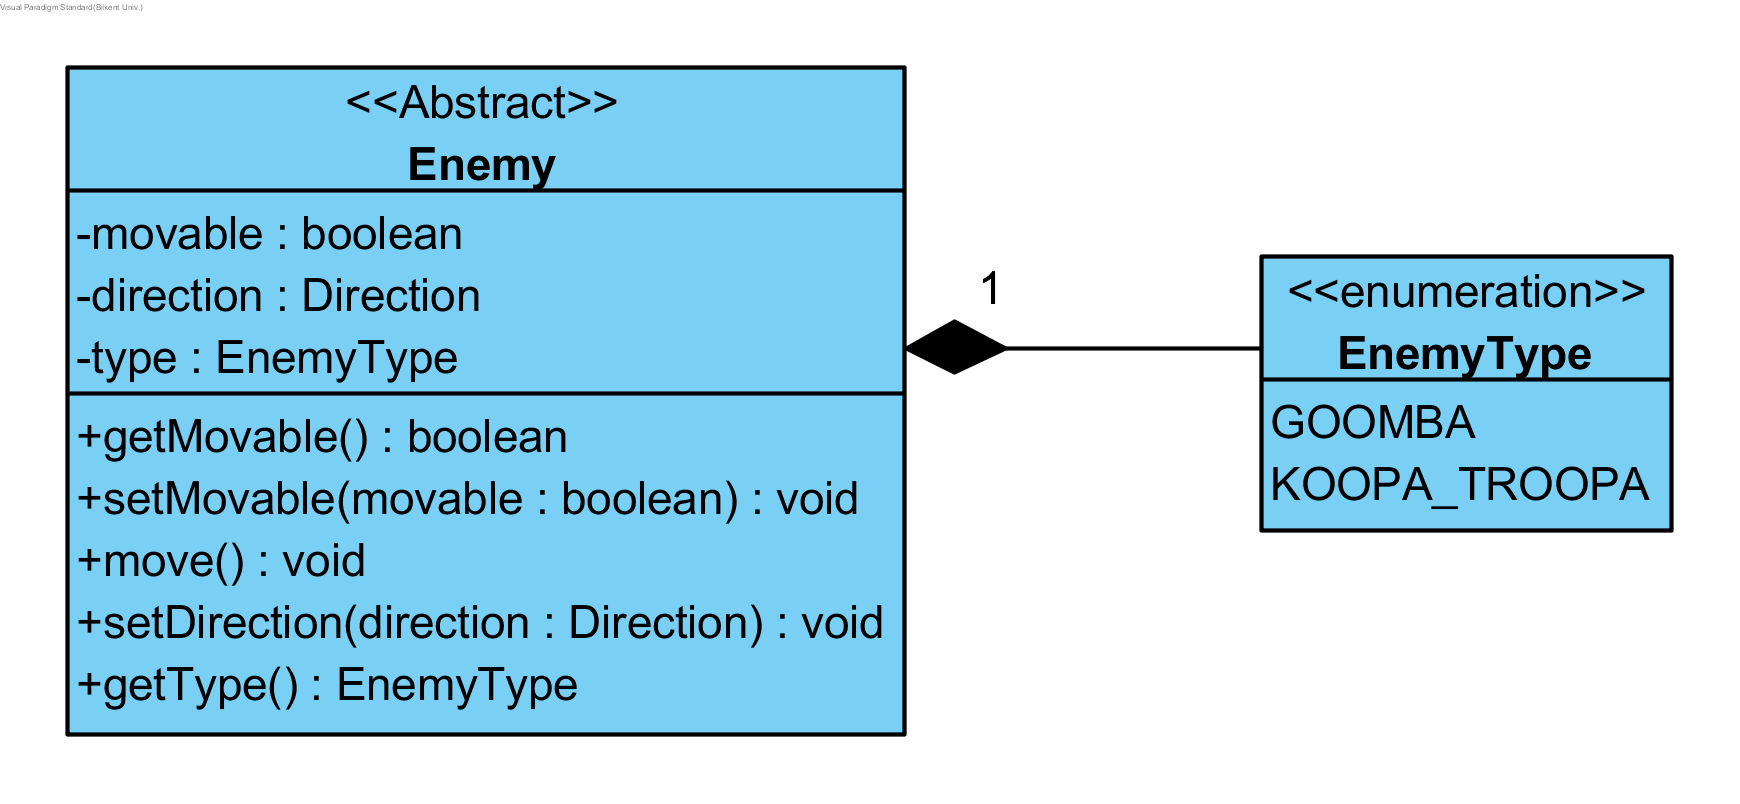 Visual Paradigm Standard(Bilkent Univ.)
<<Abstract>>
Enemy
-movable : boolean
-direction : Direction
-type : EnemyType
+getMovable() : boolean
+setMovable(movable : boolean) : void
+move() : void
+setDirection(direction : Direction) : void
+getType() : EnemyType
1
<<enumeration>>
EnemyType
GOOMBA
KOOPA_TROOPA